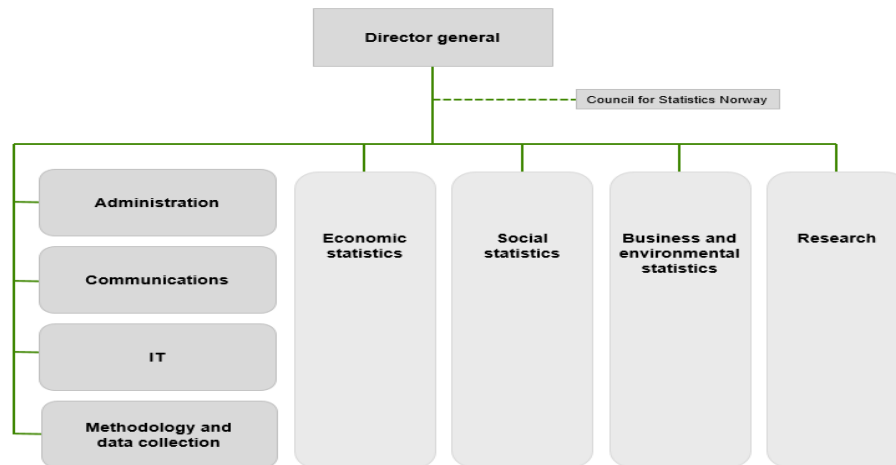 Director general
Council for Statistics Norway
Administration
Communications
IT
Methodology and
data collection
Economic
statistics
Social
statistics
Business and
environmental
statistics
Research